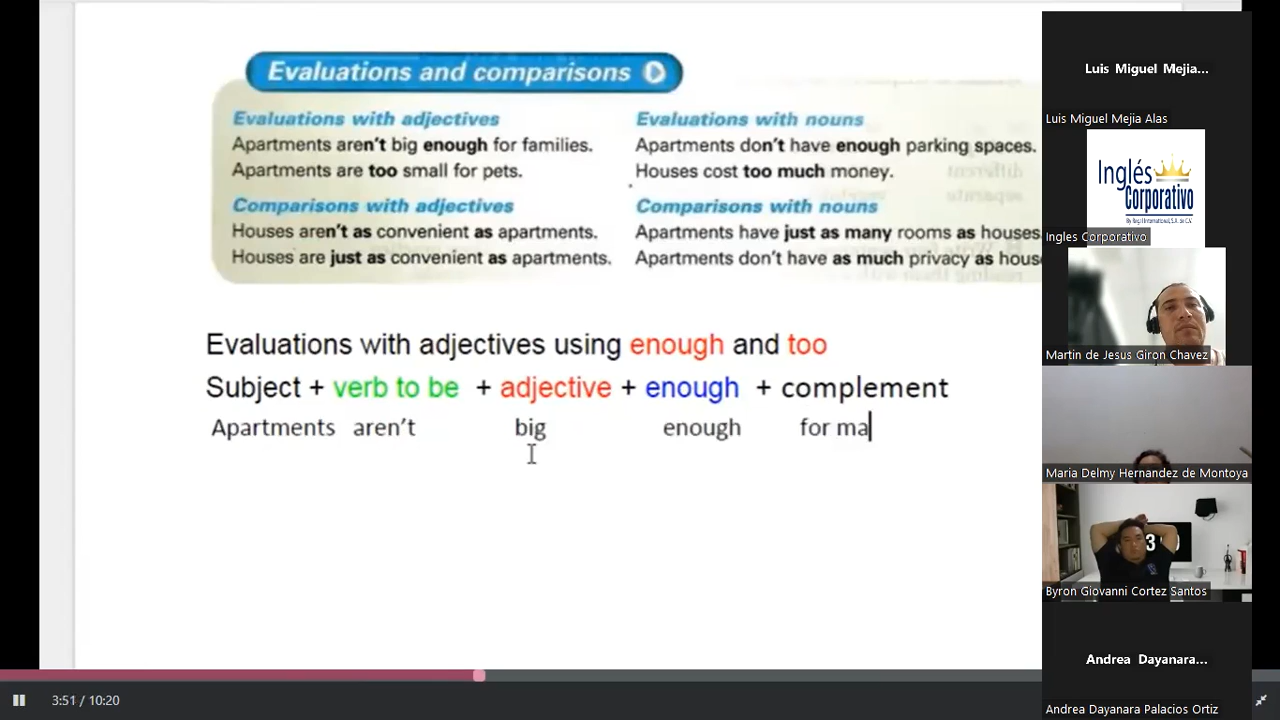 Evaluations and comparisons
Evaluations with adjectives
Apartments aren't big enough for families.
Apartments are too small for pets.
Comparisons with adjectives
Houses aren't as convenient as apartments.
Houses are just as convenient as apartments.
Evaluations with nouns
Apartments don't have enough parking spaces.
Houses cost too much money.
Comparisons with nouns
Apartments have just as many rooms as houses.
Apartments don't have as much privacy as hous
Evaluations with adjectives using enough and too
Subject + verb to be + adjective + enough + complement
Apartments aren't big enough for ma
3:51 / 10:20
Luis Miguel Mejia...
Luis Miguel Mejia Alas
Inglés
Corporativo
Ingles Corporativo
Martin de Jesus Giron Chavez
Maria Delmy Hernandez de Montoya
Byron Giovanni Cortez Santos
Andrea Dayanara...
Andrea Dayanara Palacios Ortiz